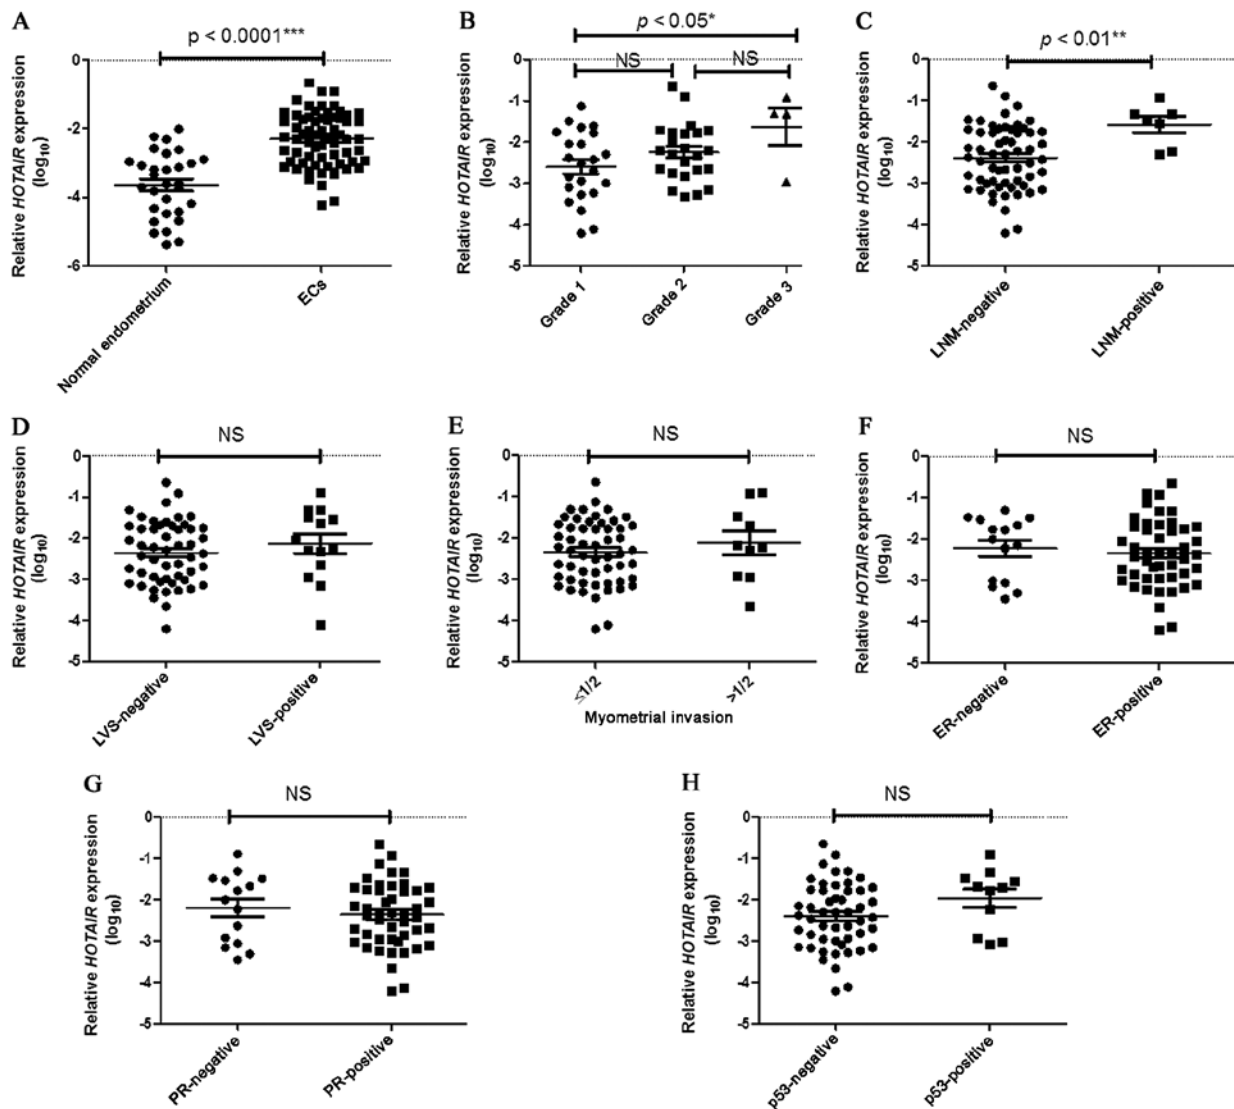 A
p < 0.0001***
Relative HOTAIR expression
(log10)
0
-2
-4
-6
Normal endometrium
ECs
B
p < 0.05*
NS
NS
Relative HOTAIR expression
(log10)
0
-1
-2
-3
-4
-5
Grade 1
Grade 2
Grade 3
C
p < 0.01**
Relative HOTAIR expression
(log10)
0
-1
-2
-3
-4
-5
LNM-negative
LNM-positive
D
NS
Relative HOTAIR expression
(log10)
0
-1
-2
-3
-4
-5
LVS-negative
LVS-positive
E
NS
Relative HOTAIR expression
(log10)
0
-1
-2
-3
-4
-5
≤1/2
>1/2
Myometrial invasion
F
NS
Relative HOTAIR expression
(log10)
0
-1
-2
-3
-4
-5
ER-negative
ER-positive
G
NS
Relative HOTAIR expression
(log10)
0
-1
-2
-3
-4
-5
PR-negative
PR-positive
H
NS
Relative HOTAIR expression
(log10)
0
-1
-2
-3
-4
-5
p53-negative
p53-positive